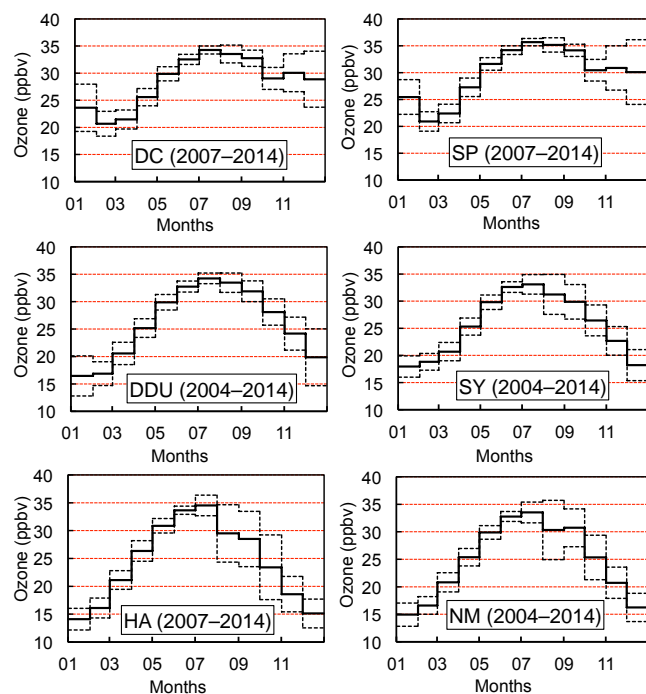 40
35
30
25
20
15
10
Ozone (ppbv)
DC (2007–2014)
01 03 05 07 09 11
Months
40
35
30
25
20
15
10
Ozone (ppbv)
SP (2007–2014)
01 03 05 07 09 11
Months
40
35
30
25
20
15
10
Ozone (ppbv)
DDU (2004–2014)
01 03 05 07 09 11
Months
40
35
30
25
20
15
10
Ozone (ppbv)
SY (2004–2014)
01 03 05 07 09 11
Months
40
35
30
25
20
15
10
Ozone (ppbv)
HA (2007–2014)
01 03 05 07 09 11
Months
40
35
30
25
20
15
10
Ozone (ppbv)
NM (2004–2014)
01 03 05 07 09 11
Months